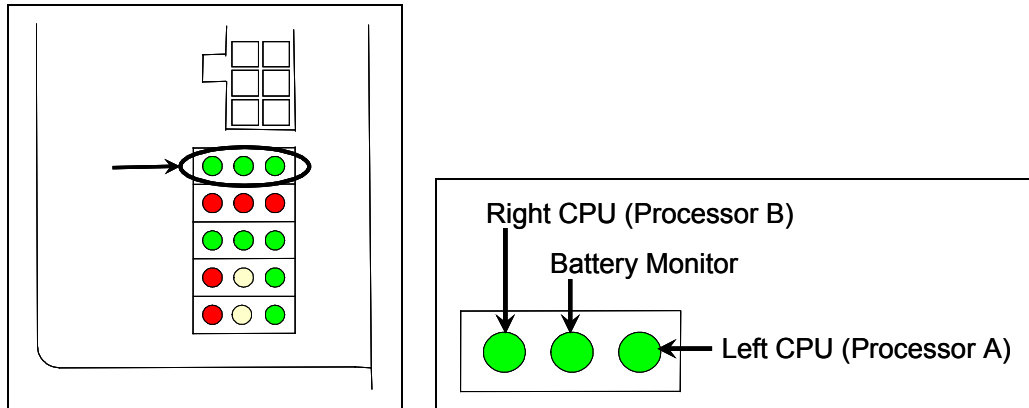 Right CPU (Processor B)
Battery Monitor
Left CPU (Processor A)